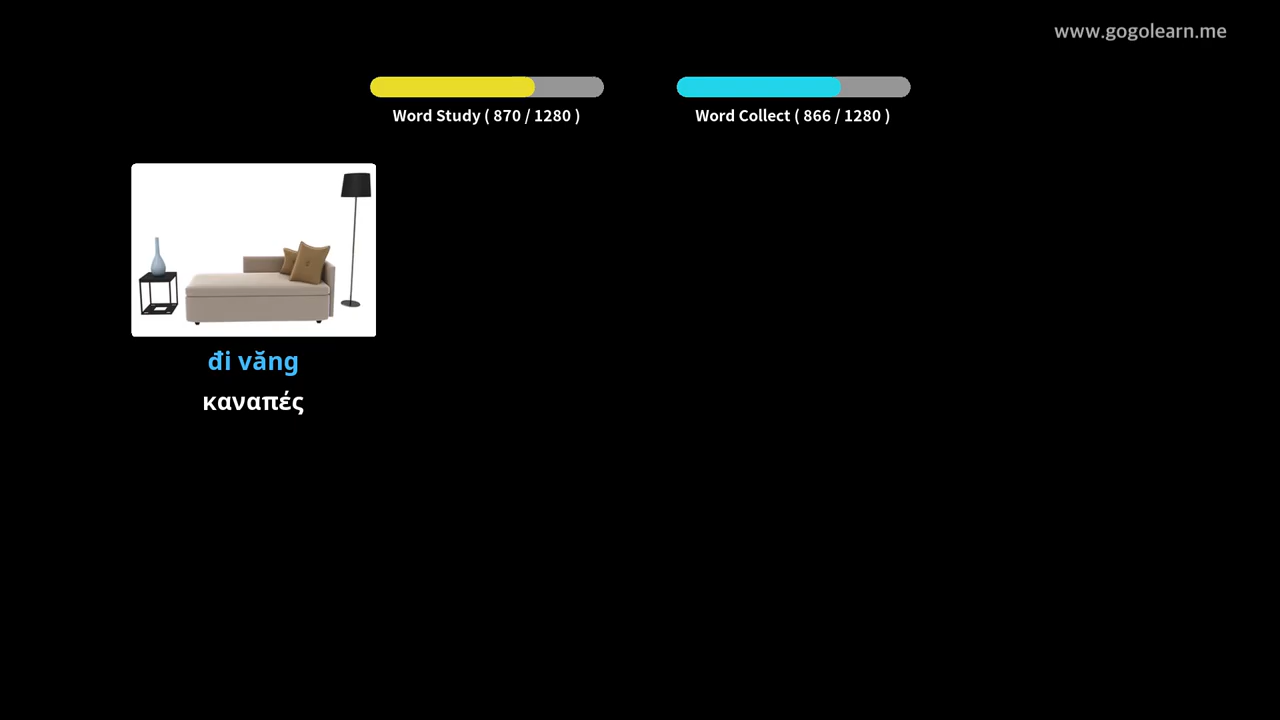 www.gogolearn.me
Word Study ( 870 / 1280 )
Word Collect ( 866 / 1280 )
đi văng
καναπές